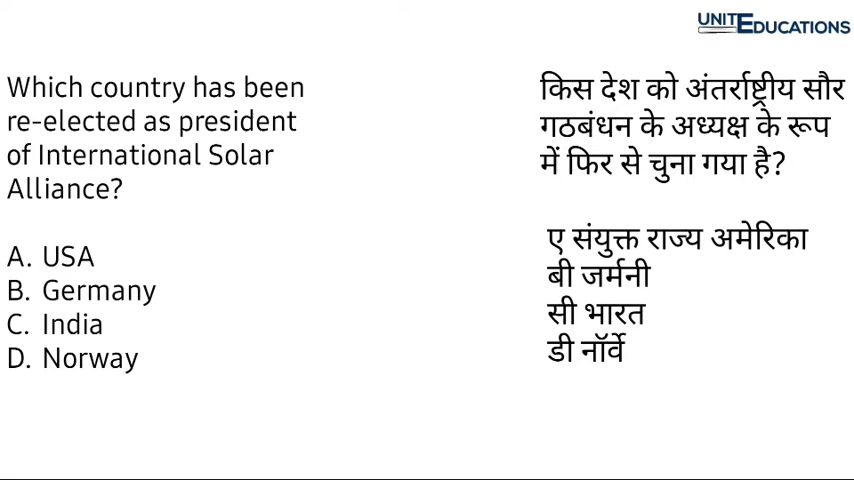 UNITEDUCATIONS
Which country has been
re-elected as president
of International Solar
Alliance?
A. USA
B. Germany
C. India
D. Norway
किस देश को अंतर्राष्ट्रीय सौर
गठबंधन के अध्यक्ष के रूप
में फिर से चुना गया है?
ए संयुक्त राज्य अमेरिका
बी जर्मनी
सी भारत
डी नॉर्वे